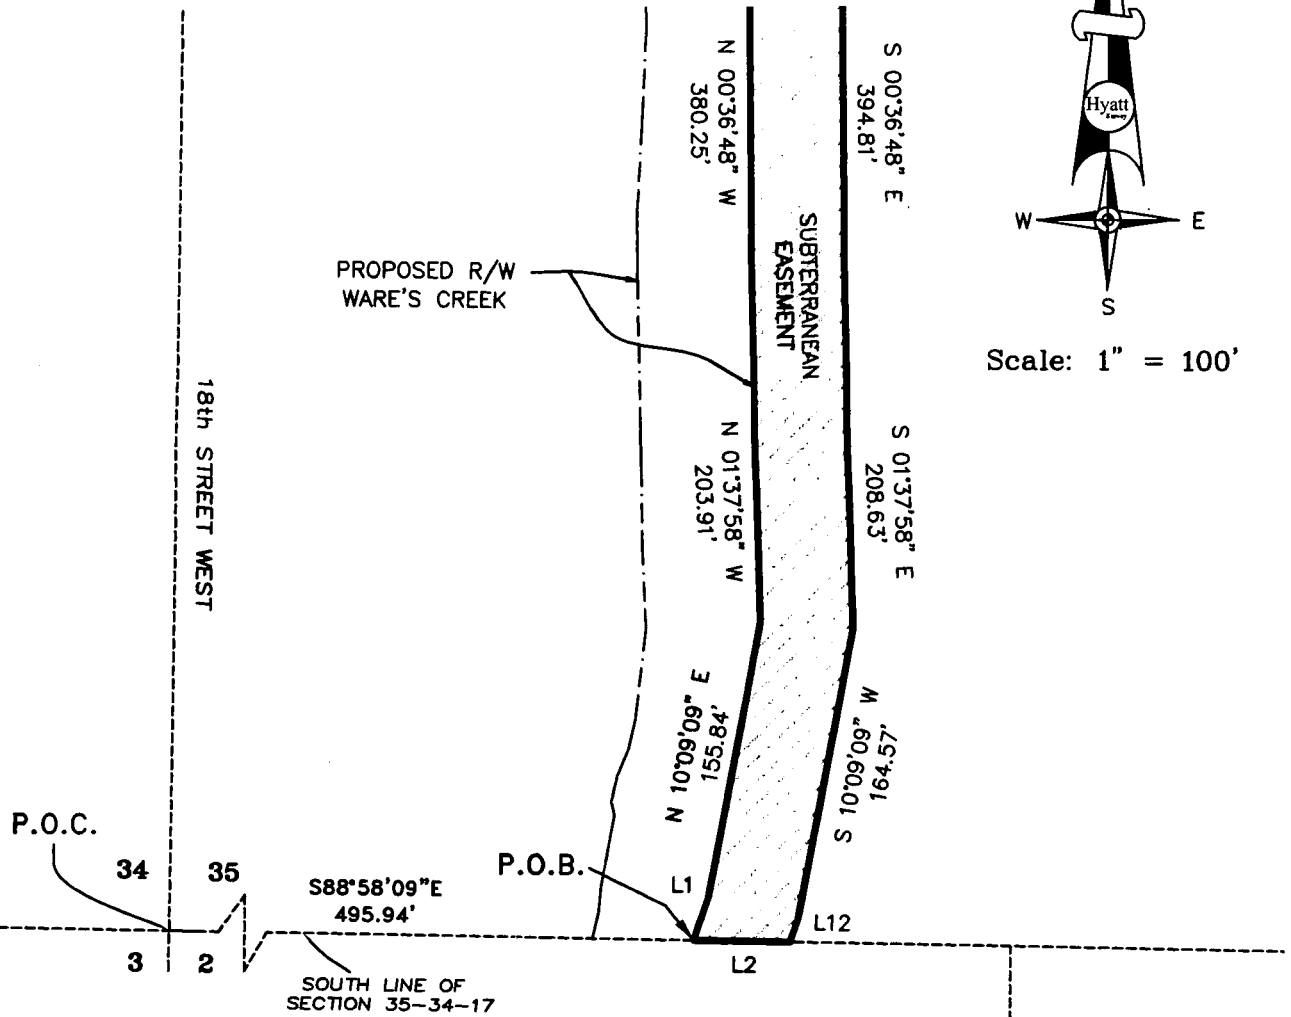 N 00°36'48" W
380.25'
S 00°36'48" E
394.81'
Hyatt
Survey
W
E
S
Scale: 1" = 100'
SUBTERRANEAN
EASEMENT
PROPOSED R/W
WARE'S CREEK
18th STREET WEST
N 01°37'58" W
203.91'
S 01°37'58" E
208.63'
N 10°09'09" E
155.84'
S 10°09'09" W
164.57'
P.O.C.
34
35
3
2
S88°58'09"E
495.94'
P.O.B.
L1
L12
L2
SOUTH LINE OF
SECTION 35-34-17